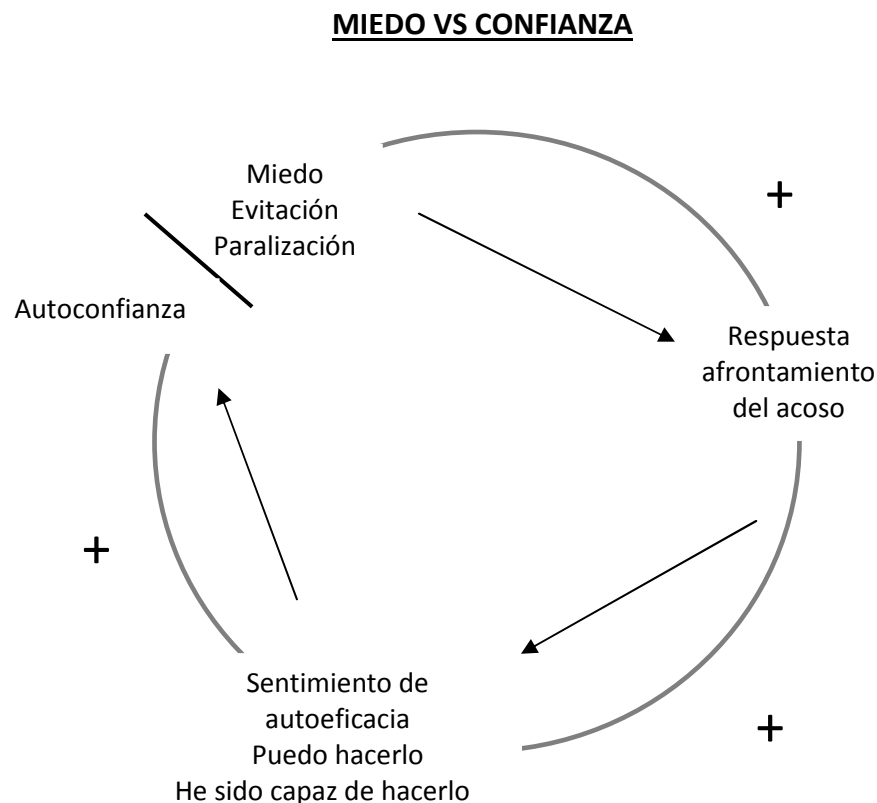 MIEDO VS CONFIANZA
Miedo
Evitación
Paralización
+
Autoconfianza
Respuesta
afrontamiento
del acoso
+
Sentimiento de
autoeficacia
Puedo hacerlo
He sido capaz de hacerlo
+